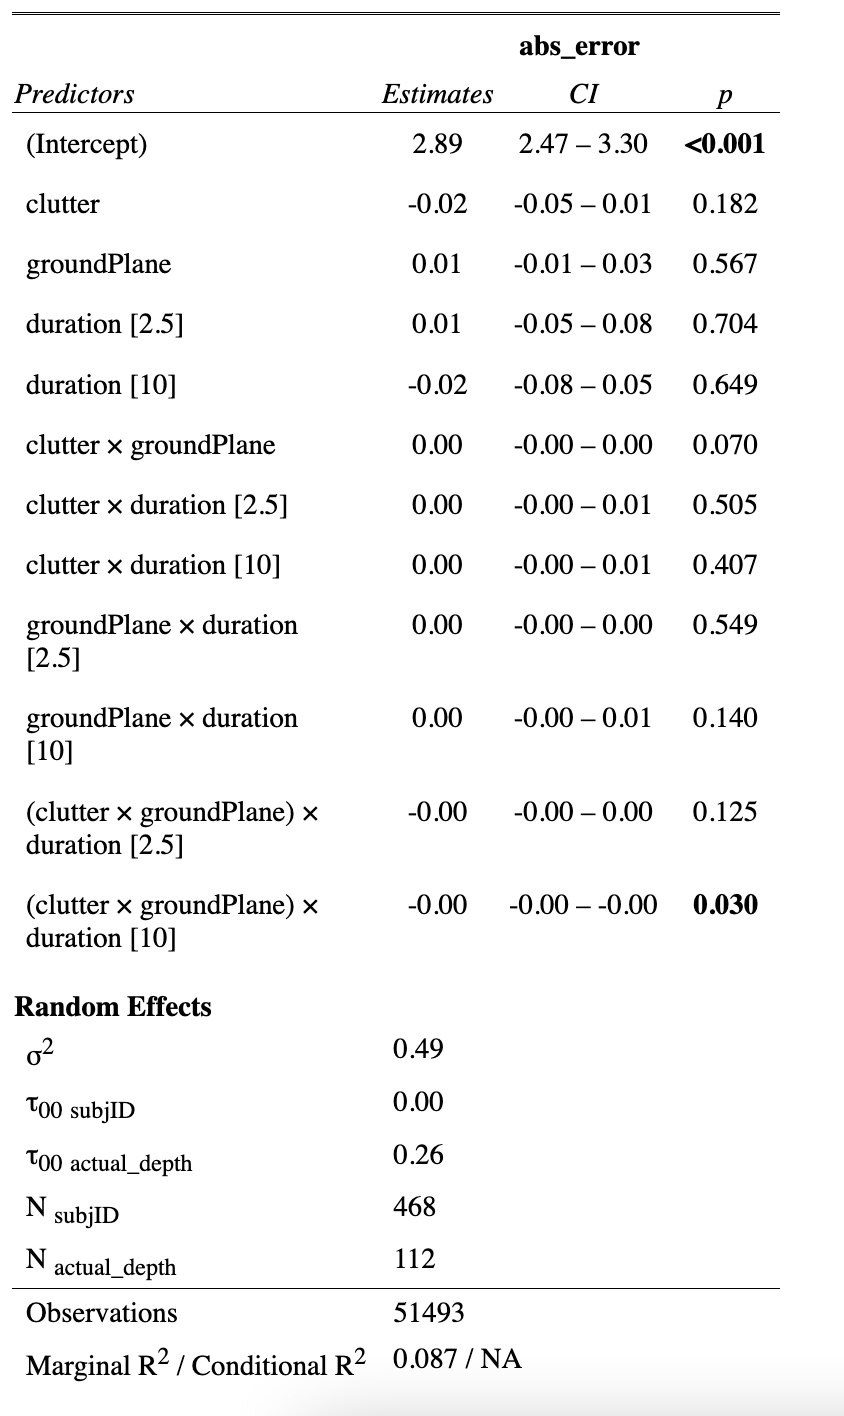 abs_error
Predictors Estimates CI p
(Intercept) 2.89 2.47 – 3.30 <0.001
clutter -0.02 -0.05 – 0.01 0.182
groundPlane 0.01 -0.01 – 0.03 0.567
duration [2.5] 0.01 -0.05 – 0.08 0.704
duration [10] -0.02 -0.08 – 0.05 0.649
clutter × groundPlane 0.00 -0.00 – 0.00 0.070
clutter × duration [2.5] 0.00 -0.00 – 0.01 0.505
clutter × duration [10] 0.00 -0.00 – 0.01 0.407
groundPlane × duration 0.00 -0.00 – 0.00 0.549
[2.5]
groundPlane × duration 0.00 -0.00 – 0.01 0.140
[10]
(clutter × groundPlane) × -0.00 -0.00 – 0.00 0.125
duration [2.5]
(clutter × groundPlane) × -0.00 -0.00 – -0.00 0.030
duration [10]
Random Effects
σ² 0.49
τ00 subjID 0.00
τ00 actual_depth 0.26
N subjID 468
N actual_depth 112
Observations 51493
Marginal R² / Conditional R² 0.087 / NA